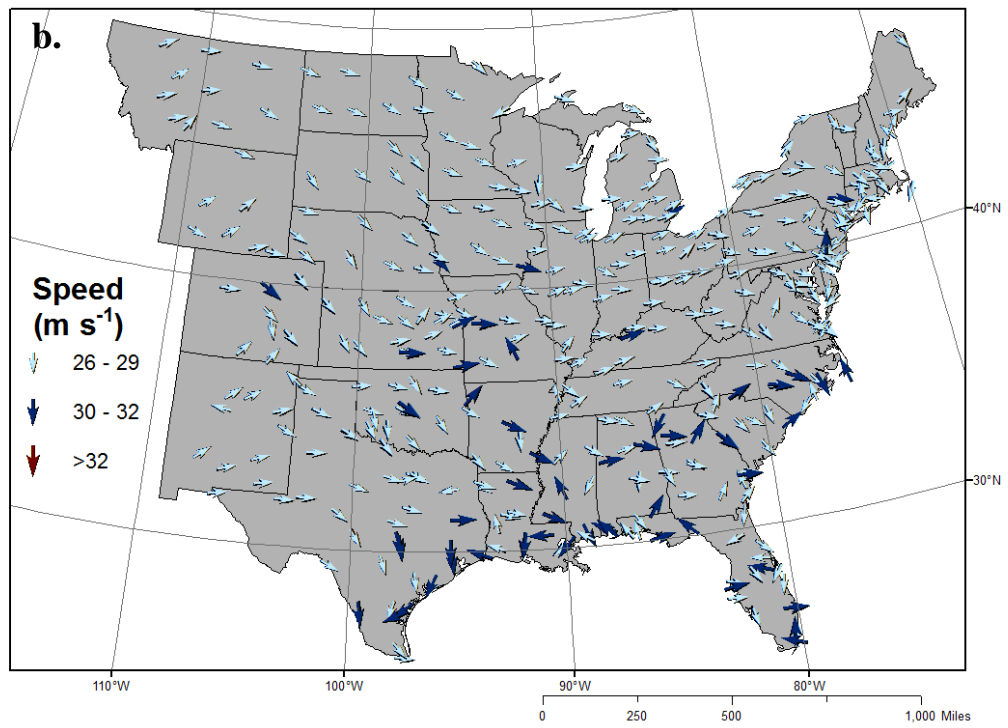 b.
40°N
Speed
(m s⁻¹)
26 - 29
30 - 32
>32
30°N
110°W
100°W
90°W
80°W
0
250
500
1,000 Miles